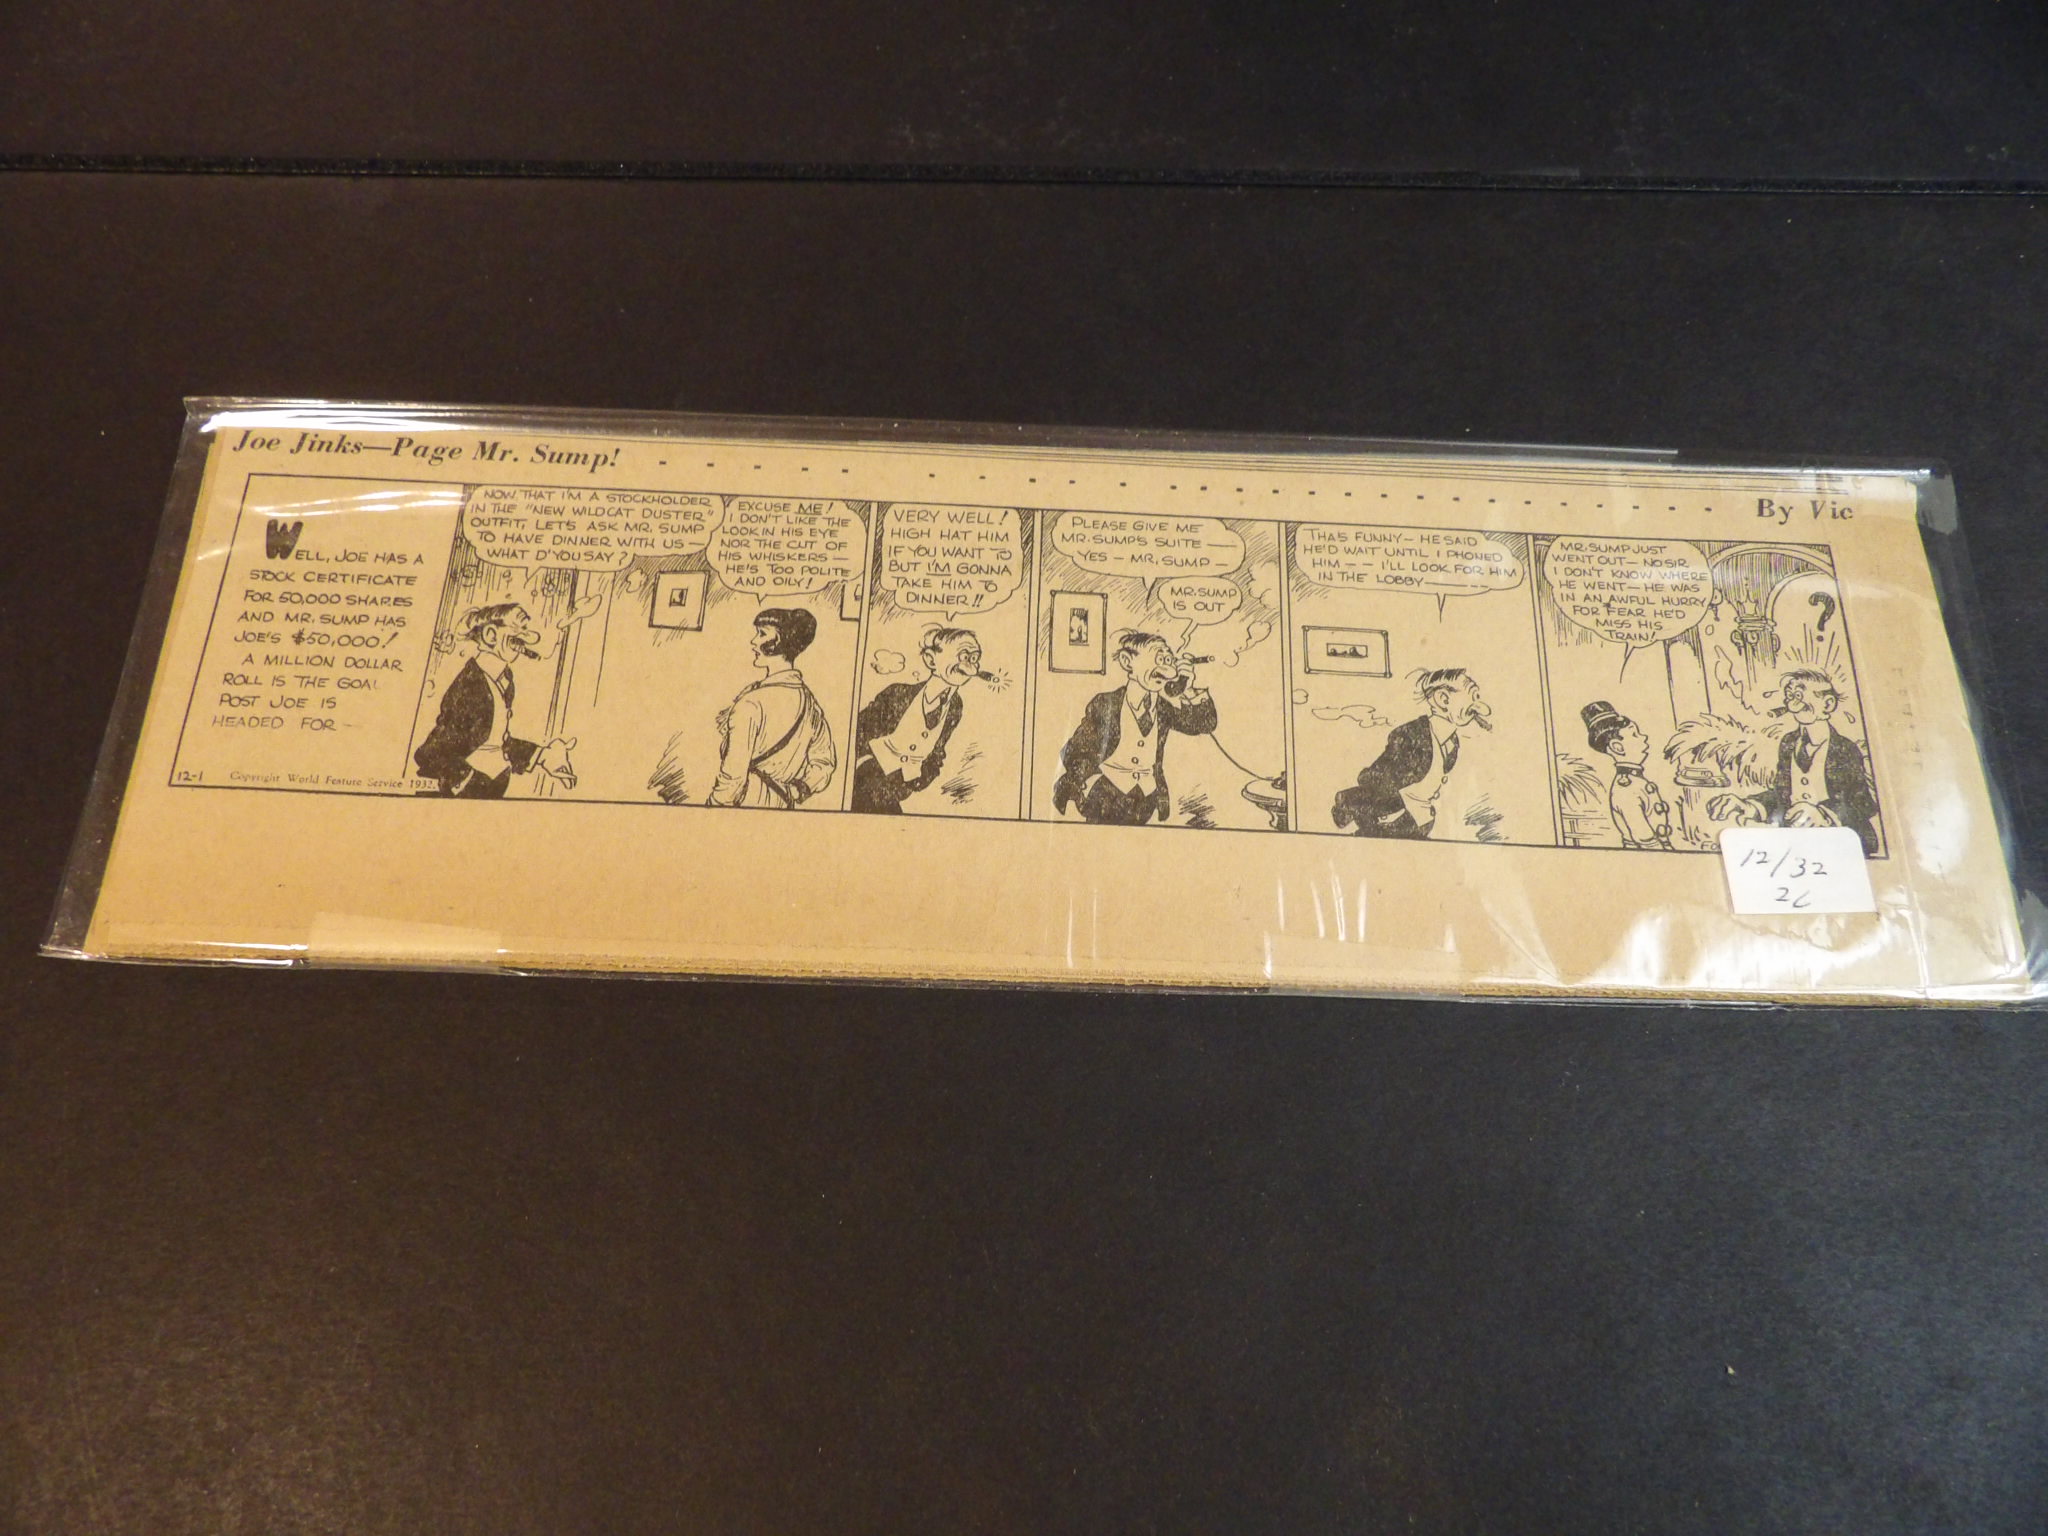 Joe Jinks—Page Mr. Sump!
By Vic
WELL, JOE HAS A
STOCK CERTIFICATE
FOR 50,000 SHARES
AND MR. SUMP HAS
JOE'S $50,000!
A MILLION DOLLAR
ROLL IS THE GOAL
POST JOE IS
HEADED FOR —
12-1
Copyright World Feature Service 1932.
NOW THAT I'M A STOCKHOLDER
IN THE "NEW WILDCAT DUSTER"
OUTFIT, LET'S ASK MR. SUMP
TO HAVE DINNER WITH US —
WHAT D'YOU SAY?
EXCUSE ME!
I DON'T LIKE THE
LOOK IN HIS EYE
NOR THE CUT OF
HIS WHISKERS —
HE'S TOO POLITE
AND OILY!
VERY WELL!
HIGH HAT HIM
IF YOU WANT TO
BUT I'M GONNA
TAKE HIM TO
DINNER!!
PLEASE GIVE ME
MR. SUMP'S SUITE —
YES — MR. SUMP —
MR. SUMP
IS OUT
THA'S FUNNY — HE SAID
HE'D WAIT UNTIL I PHONED
HIM — — I'LL LOOK FOR HIM
IN THE LOBBY —
MR. SUMP JUST
WENT OUT — NO SIR
I DON'T KNOW WHERE
HE WENT — HE WAS
IN AN AWFUL HURRY
FOR FEAR HE'D
MISS HIS
TRAIN!
?
12/32